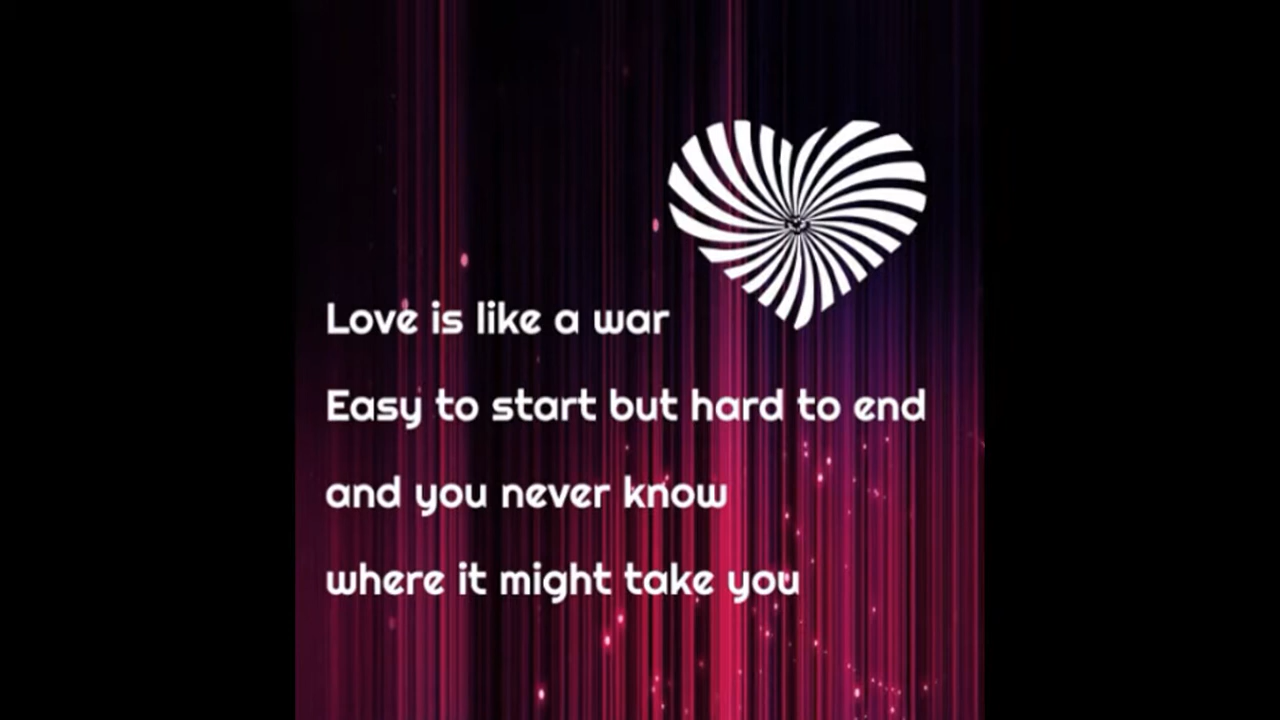 Love is like a war
Easy to start but hard to end
and you never know
where it might take you